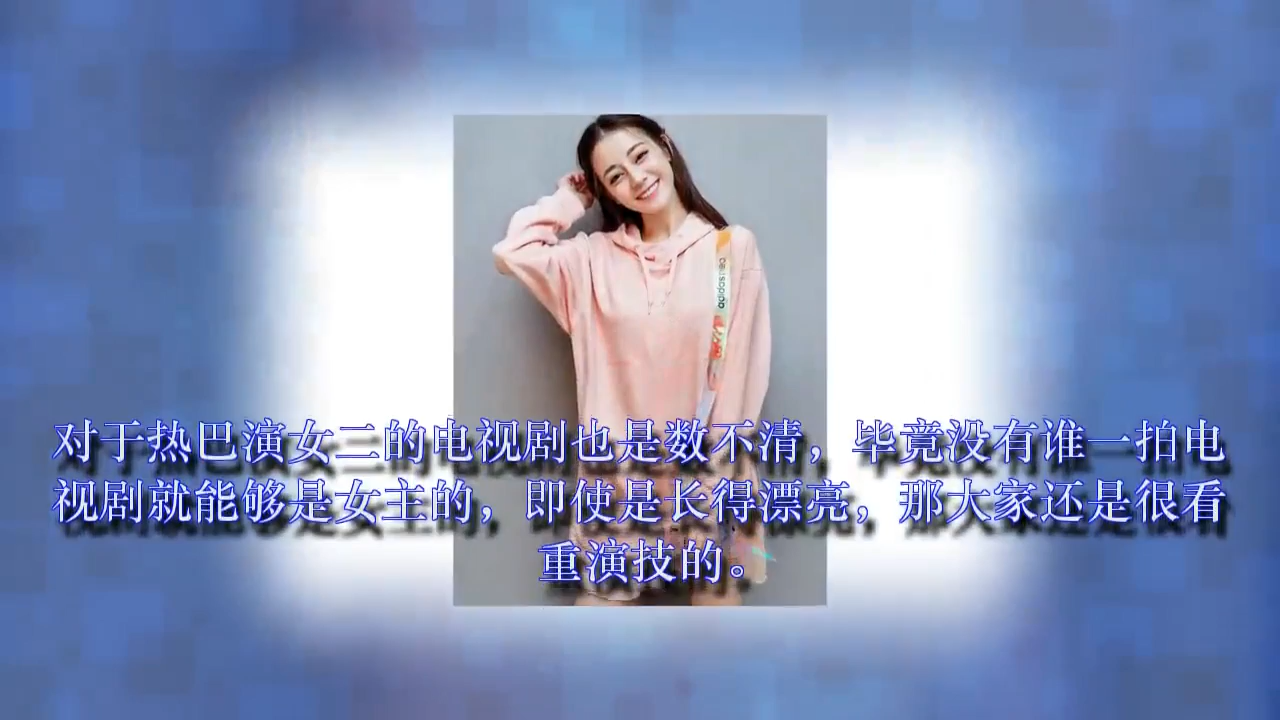 adidas neo
对于热巴演女二的电视剧也是数不清，毕竟没有谁一拍电
视剧就能够是女主的，即使是长得漂亮，那大家还是很看
重演技的。